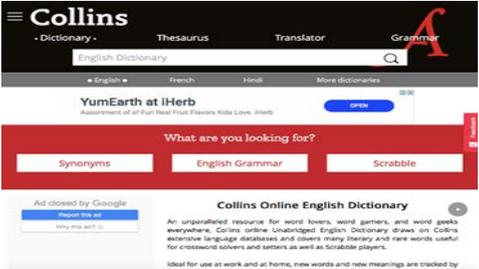 Collins
• Dictionary •
Thesaurus
Translator
Grammar
English Dictionary
• English •
French
Hindi
More dictionaries
YumEarth at iHerb
Assortment of of Fun Real Fruit Flavors Kids Love. iHerb
OPEN
Feedback
What are you looking for?
Synonyms
English Grammar
Scrabble
Ad closed by Google
Report this ad
Why this ad?
Collins Online English Dictionary
An unparalleled resource for word lovers, word gamers, and word geeks
everywhere, Collins online Unabridged English Dictionary draws on Collins
extensive language databases and covers many literary and rare words useful
for crossword solvers and setters as well as Scrabble players.
Ideal for use at work and at home, new words and new meanings are tracked by